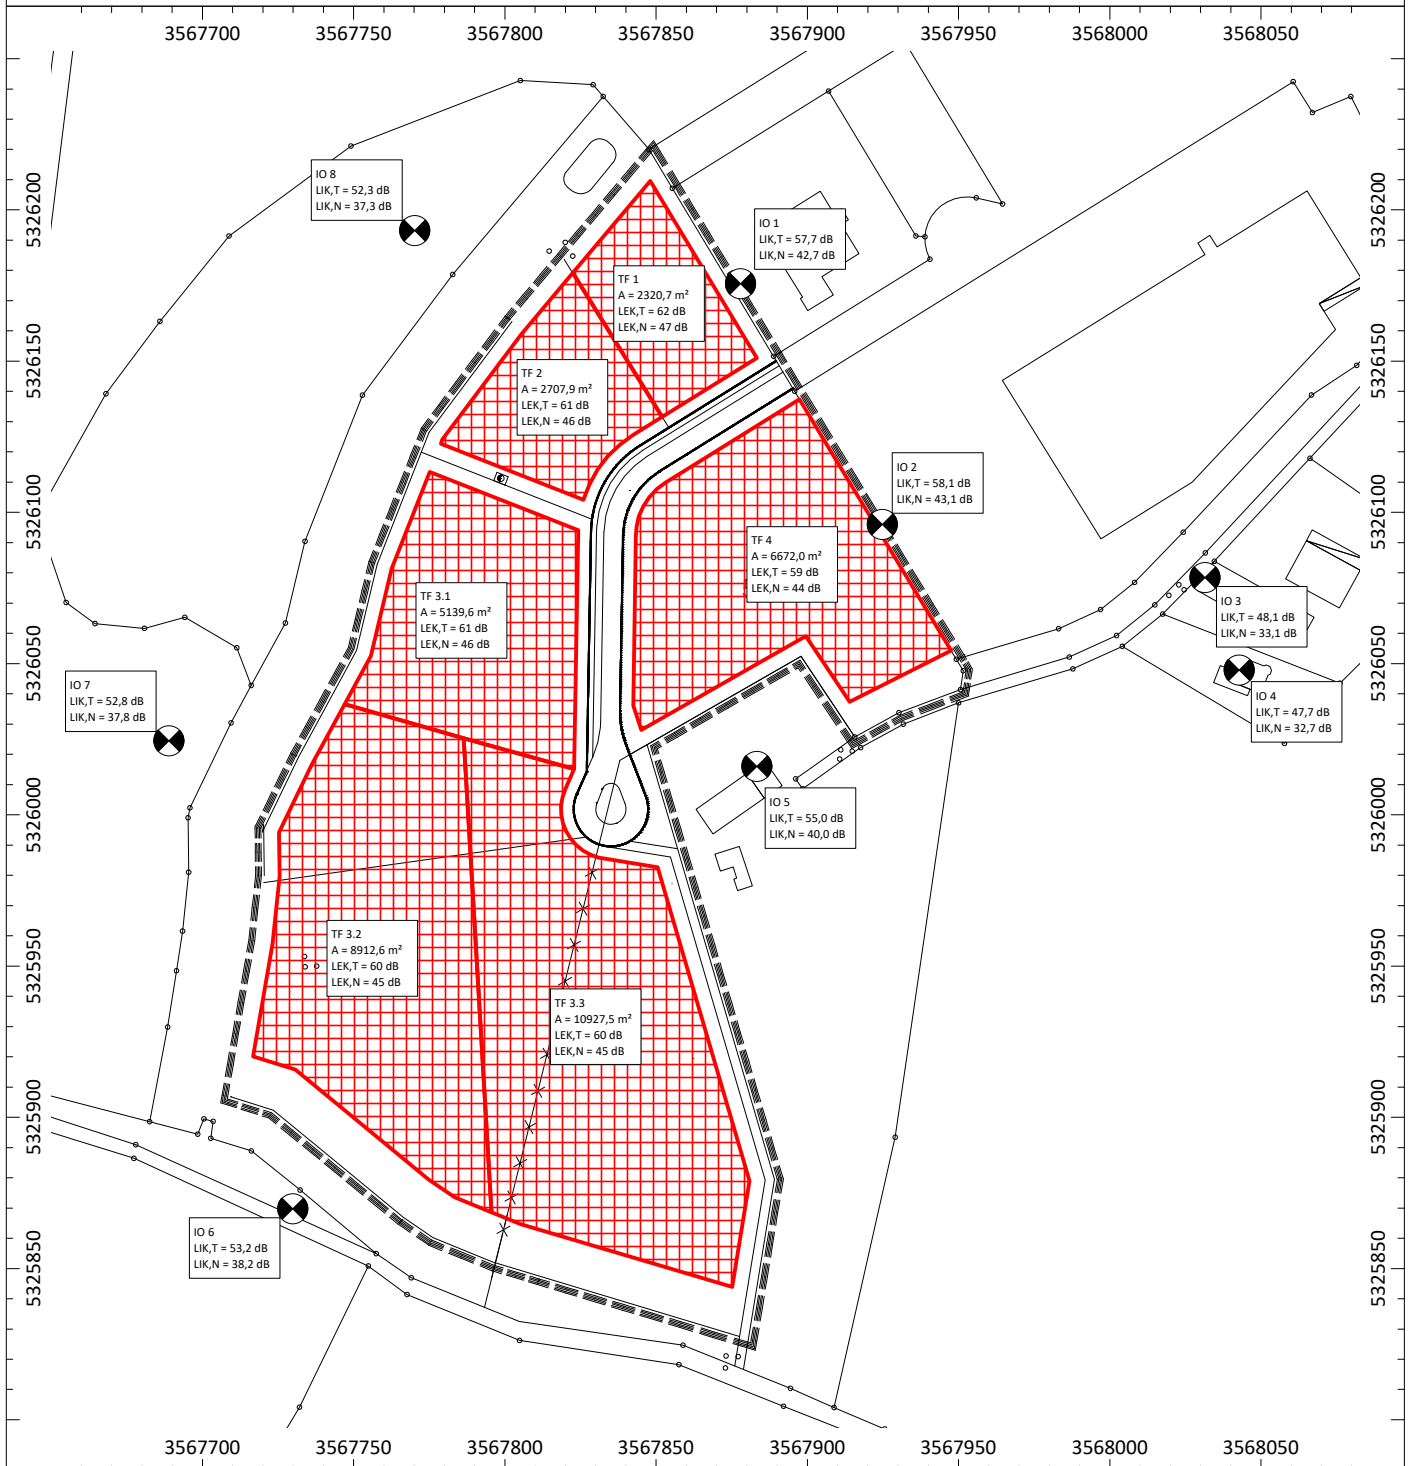 3567700 3567750 3567800 3567850 3567900 3567950 3568000 3568050
5326200
5326150
5326100
5326050
5326000
5325950
5325900
5325850
IO 8
LIK,T = 52,3 dB
LIK,N = 37,3 dB
IO 1
LIK,T = 57,7 dB
LIK,N = 42,7 dB
TF 1
A = 2320,7 m²
LEK,T = 62 dB
LEK,N = 47 dB
TF 2
A = 2707,9 m²
LEK,T = 61 dB
LEK,N = 46 dB
IO 2
LIK,T = 58,1 dB
LIK,N = 43,1 dB
TF 4
A = 6672,0 m²
LEK,T = 59 dB
LEK,N = 44 dB
TF 3.1
A = 5139,6 m²
LEK,T = 61 dB
LEK,N = 46 dB
IO 3
LIK,T = 48,1 dB
LIK,N = 33,1 dB
IO 7
LIK,T = 52,8 dB
LIK,N = 37,8 dB
IO 4
LIK,T = 47,7 dB
LIK,N = 32,7 dB
IO 5
LIK,T = 55,0 dB
LIK,N = 40,0 dB
TF 3.2
A = 8912,6 m²
LEK,T = 60 dB
LEK,N = 45 dB
TF 3.3
A = 10927,5 m²
LEK,T = 60 dB
LEK,N = 45 dB
IO 6
LIK,T = 53,2 dB
LIK,N = 38,2 dB
5326200
5326150
5326100
5326050
5326000
5325950
5325900
5325850
3567700 3567750 3567800 3567850 3567900 3567950 3568000 3568050